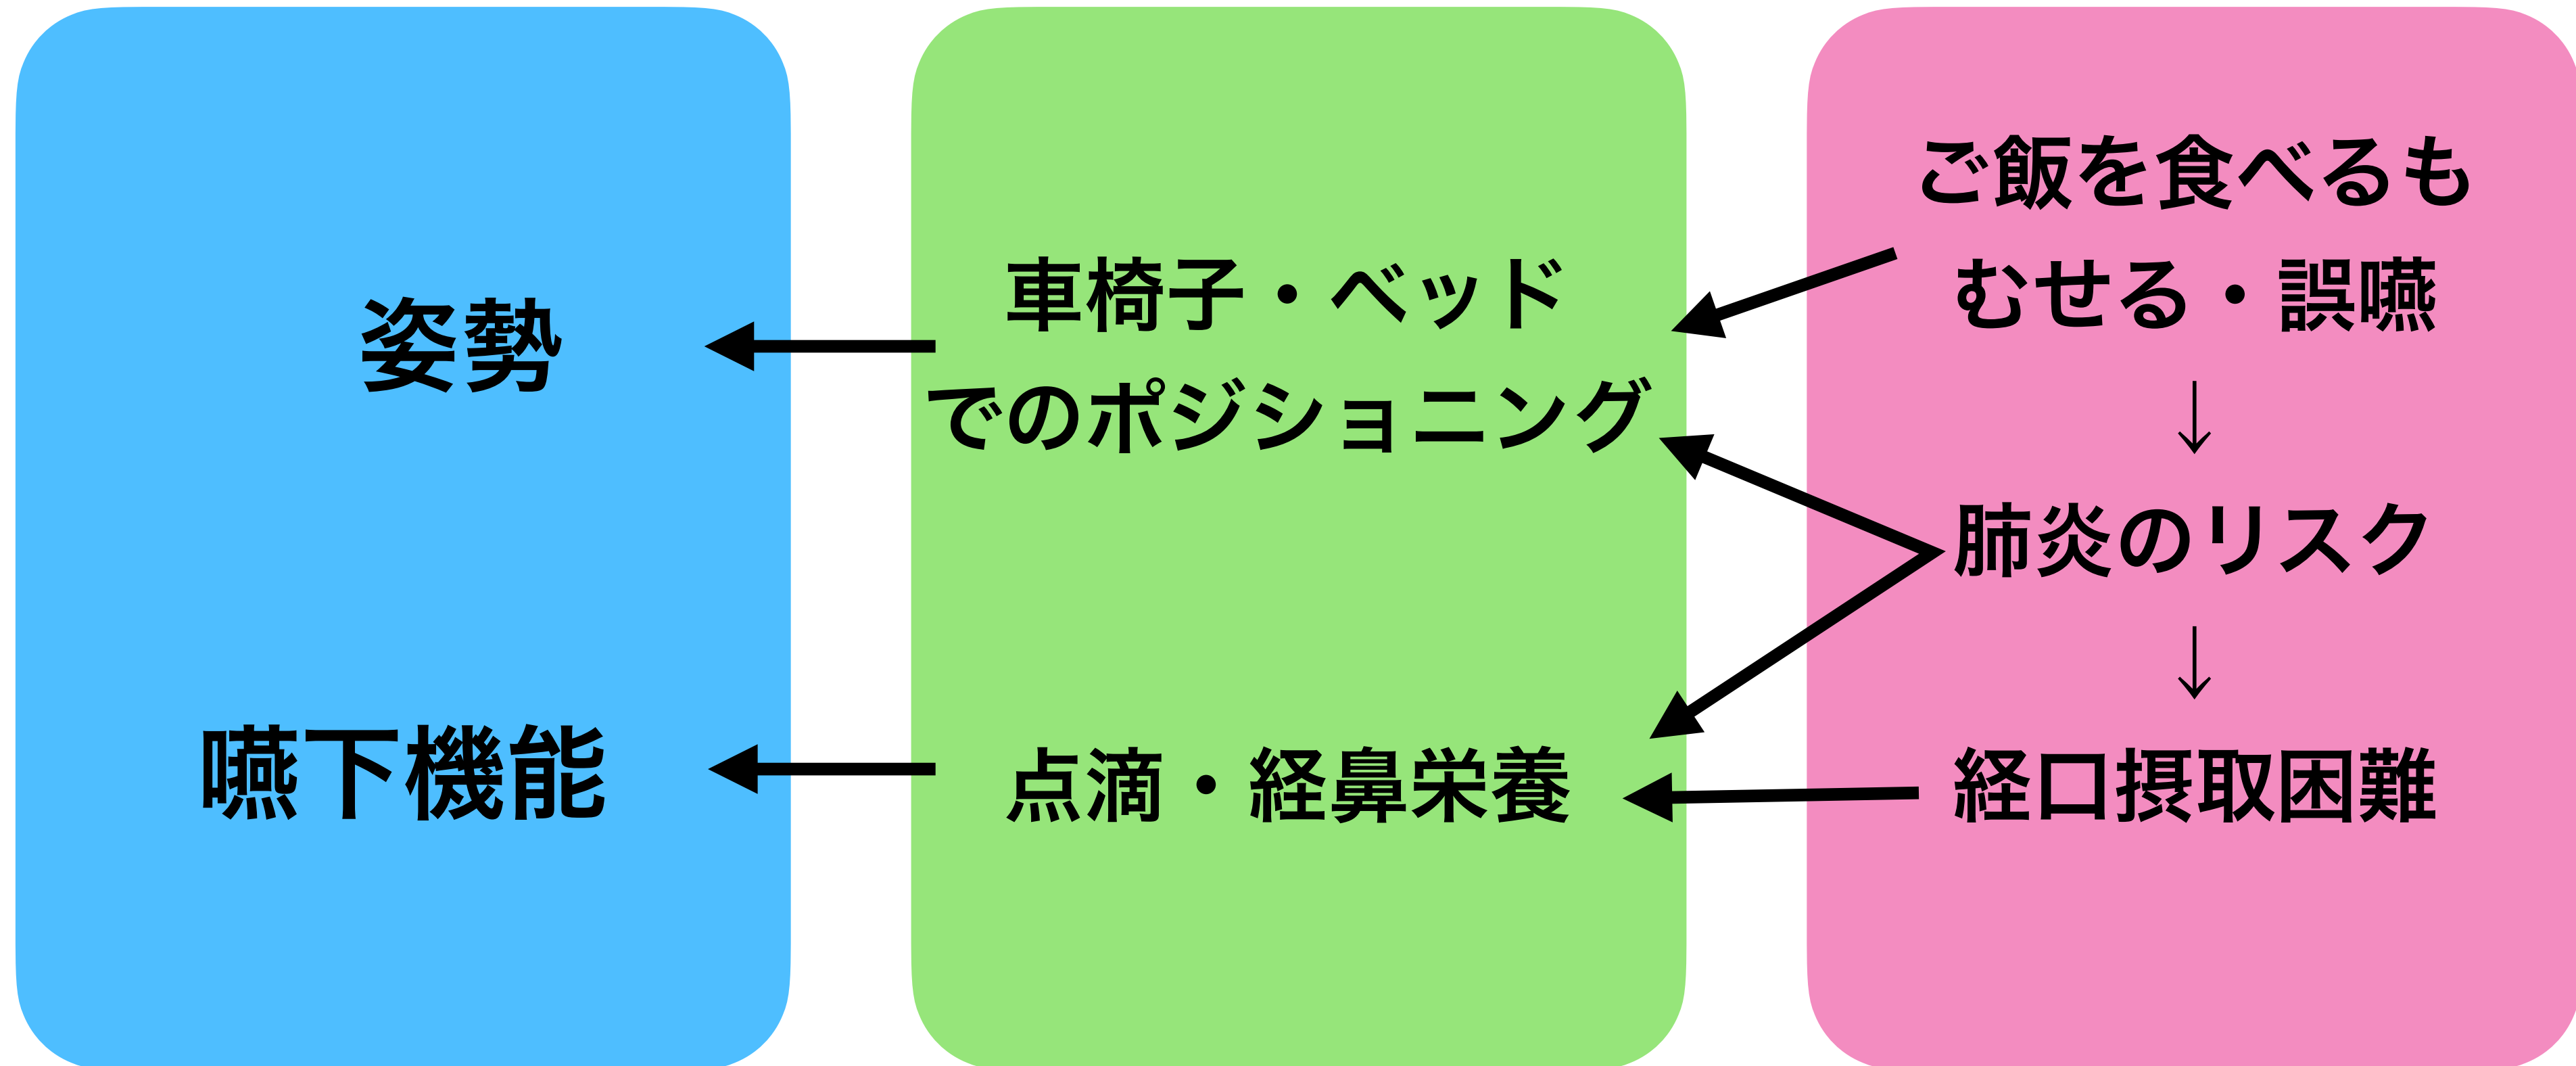 姿勢
嚥下機能
車椅子・ベッド
でのポジショニング
点滴・経鼻栄養
ご飯を食べるも
むせる・誤嚥
↓
肺炎のリスク
↓
経口摂取困難